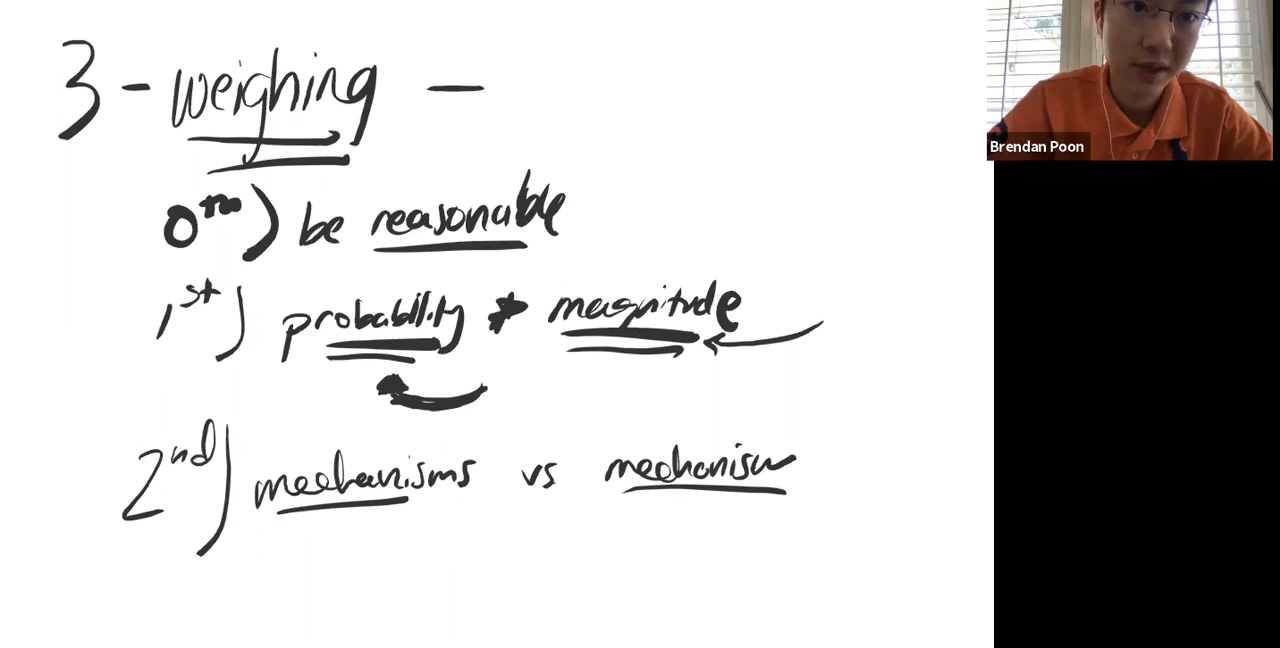 3 - weighing -
0th) be reasonable
1st) probability * magnitude
2nd) mechanisms vs mechanism
Brendan Poon